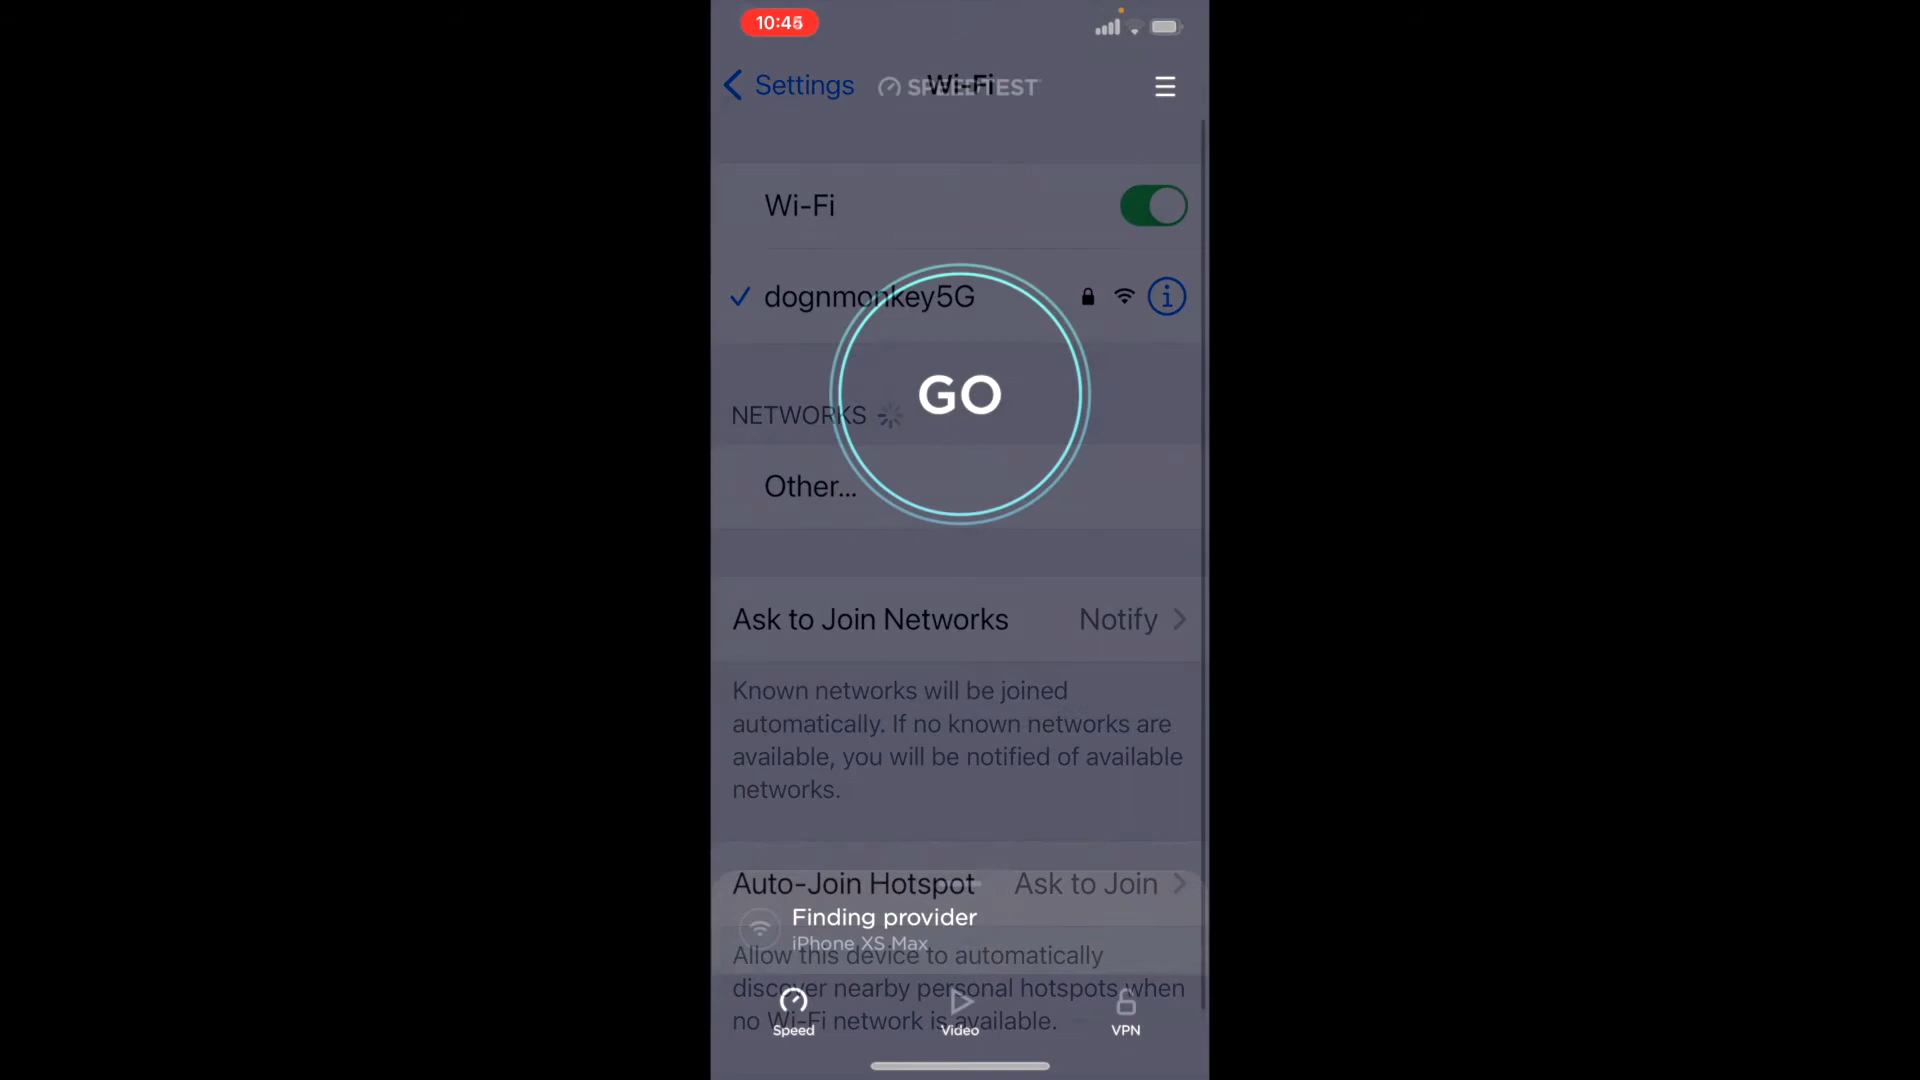 10:45
Settings
Wi-Fi
SPEEDTEST
Wi-Fi
dognmonkey5G
GO
NETWORKS
Other...
Ask to Join Networks Notify
Known networks will be joined
automatically. If no known networks are
available, you will be notified of available
networks.
Auto-Join Hotspot Ask to Join
Finding provider
iPhone XS Max
Allow this device to automatically
discover nearby personal hotspots when
no Wi-Fi network is available.
Speed Video VPN